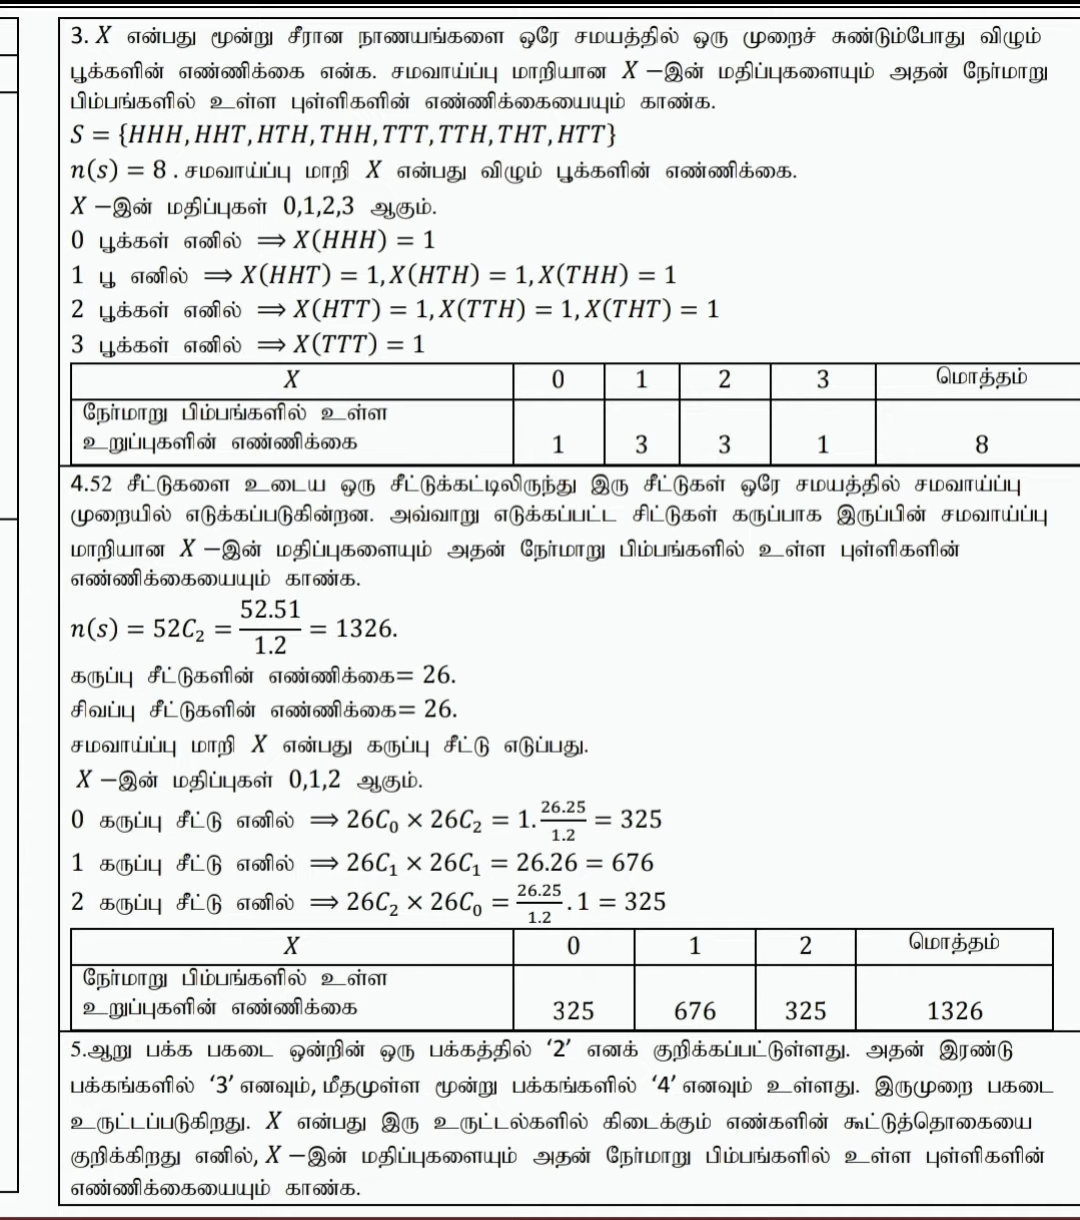 3. X என்பது மூன்று சீரான நாணயங்களை ஒரே சமயத்தில் ஒரு முறைச் சுண்டும்போது விழும்
பூக்களின் எண்ணிக்கை என்க. சமவாய்ப்பு மாறியான X −இன் மதிப்புகளையும் அதன் நேர்மாறு
பிம்பங்களில் உள்ள புள்ளிகளின் எண்ணிக்கையையும் காண்க.
S = {HHH, HHT, HTH, THH, TTT, TTH, THT, HTT}
n(s) = 8 . சமவாய்ப்பு மாறி X என்பது விழும் பூக்களின் எண்ணிக்கை.
X −இன் மதிப்புகள் 0,1,2,3 ஆகும்.
0 பூக்கள் எனில் ⟹ X(HHH) = 1
1 பூ எனில் ⟹ X(HHT) = 1, X(HTH) = 1, X(THH) = 1
2 பூக்கள் எனில் ⟹ X(HTT) = 1, X(TTH) = 1, X(THT) = 1
3 பூக்கள் எனில் ⟹ X(TTT) = 1
X 0 1 2 3 மொத்தம்
நேர்மாறு பிம்பங்களில் உள்ள
உறுப்புகளின் எண்ணிக்கை 1 3 3 1 8
4.52 சீட்டுகளை உடைய ஒரு சீட்டுக்கட்டிலிருந்து இரு சீட்டுகள் ஒரே சமயத்தில் சமவாய்ப்பு
முறையில் எடுக்கப்படுகின்றன. அவ்வாறு எடுக்கப்பட்ட சிட்டுகள் கருப்பாக இருப்பின் சமவாய்ப்பு
மாறியான X −இன் மதிப்புகளையும் அதன் நேர்மாறு பிம்பங்களில் உள்ள புள்ளிகளின்
எண்ணிக்கையையும் காண்க.
n(s) = 52C₂ = 52.51/1.2 = 1326.
கருப்பு சீட்டுகளின் எண்ணிக்கை= 26.
சிவப்பு சீட்டுகளின் எண்ணிக்கை= 26.
சமவாய்ப்பு மாறி X என்பது கருப்பு சீட்டு எடுப்பது.
X −இன் மதிப்புகள் 0,1,2 ஆகும்.
0 கருப்பு சீட்டு எனில் ⟹ 26C₀ × 26C₂ = 1. 26.25/1.2 = 325
1 கருப்பு சீட்டு எனில் ⟹ 26C₁ × 26C₁ = 26.26 = 676
2 கருப்பு சீட்டு எனில் ⟹ 26C₂ × 26C₀ = 26.25/1.2 . 1 = 325
X 0 1 2 மொத்தம்
நேர்மாறு பிம்பங்களில் உள்ள
உறுப்புகளின் எண்ணிக்கை 325 676 325 1326
5.ஆறு பக்க பகடை ஒன்றின் ஒரு பக்கத்தில் ‘2’ எனக் குறிக்கப்பட்டுள்ளது. அதன் இரண்டு
பக்கங்களில் ‘3’ எனவும், மீதமுள்ள மூன்று பக்கங்களில் ‘4’ எனவும் உள்ளது. இருமுறை பகடை
உருட்டப்படுகிறது. X என்பது இரு உருட்டல்களில் கிடைக்கும் எண்களின் கூட்டுத்தொகையை
குறிக்கிறது எனில், X −இன் மதிப்புகளையும் அதன் நேர்மாறு பிம்பங்களில் உள்ள புள்ளிகளின்
எண்ணிக்கையையும் காண்க.